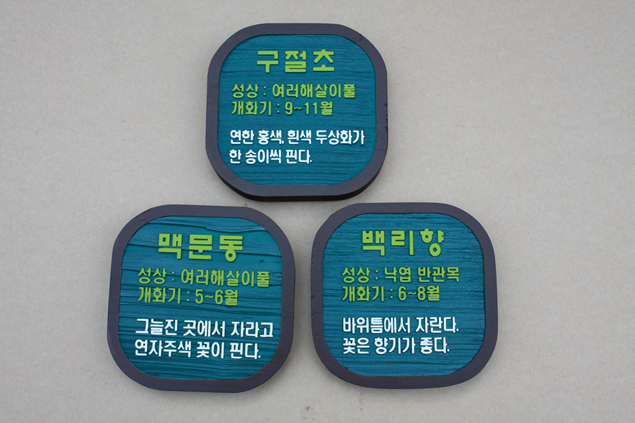 구절초
성상 : 여러해살이풀
개화기 : 9~11월
연한 홍색, 흰색 두상화가
한 송이씩 핀다.
맥문동
성상 : 여러해살이풀
개화기 : 5~6월
그늘진 곳에서 자라고
연자주색 꽃이 핀다.
백리향
성상 : 낙엽 반관목
개화기 : 6~8월
바위틈에서 자란다.
꽃은 향기가 좋다.